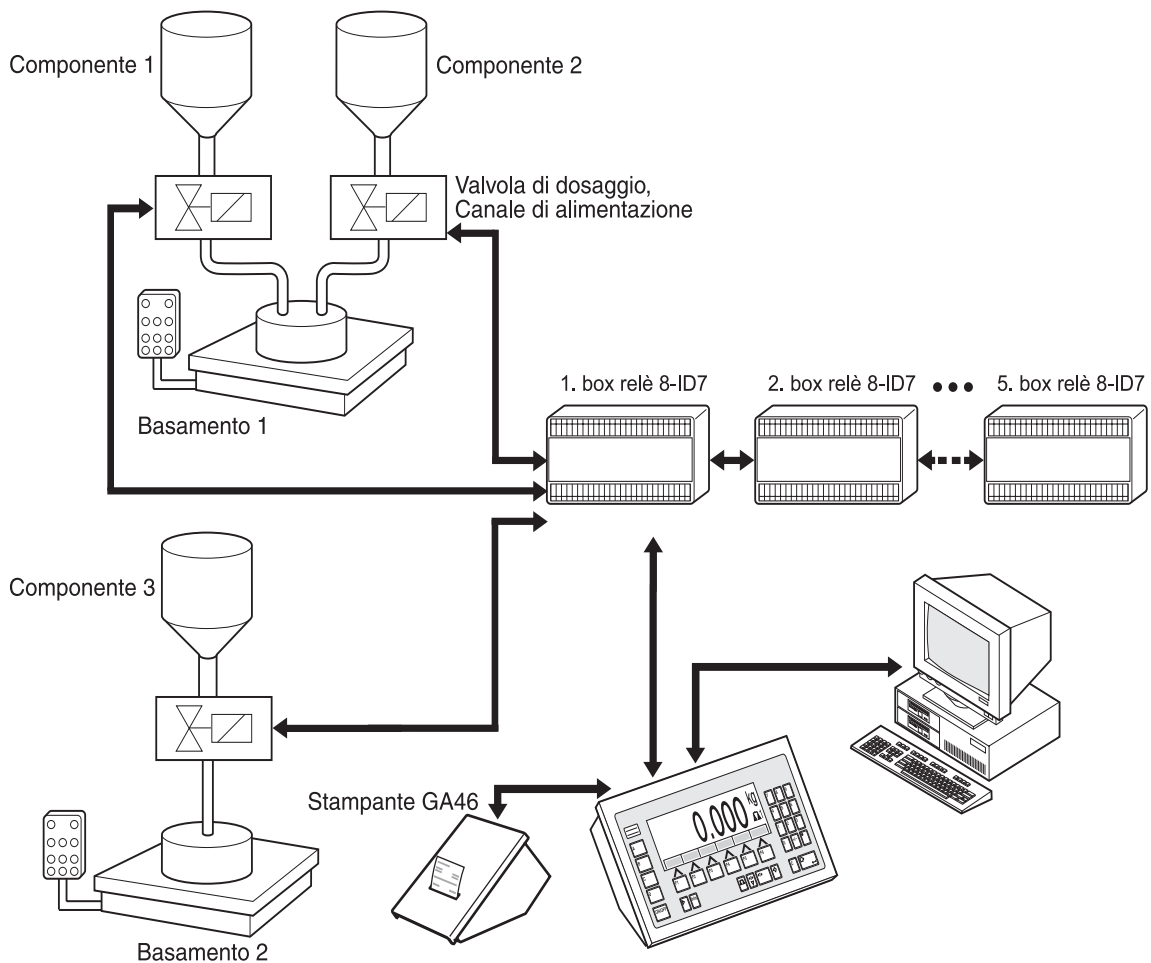 Componente 1
Componente 2
Valvola di dosaggio,
Canale di alimentazione
Basamento 1
1. box relè 8-ID7
2. box relè 8-ID7
5. box relè 8-ID7
Componente 3
Stampante GA46
0,000 kg
Basamento 2